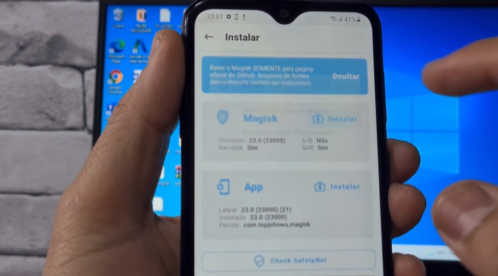 23:01
41%
Instalar
Baixe o Magisk SOMENTE pela página
oficial do Github. Arquivos de fontes
desconhecidas podem ser maliciosos.
Ocultar
Magisk
Instalar
Instalado 23.0 (23000)
A/B Não
Ramdisk Sim
SAR Sim
App
Instalar
Latest 23.0 (23000) (31)
Instalado 23.0 (23000)
Pacote com.topjohnwu.magisk
Check SafetyNet